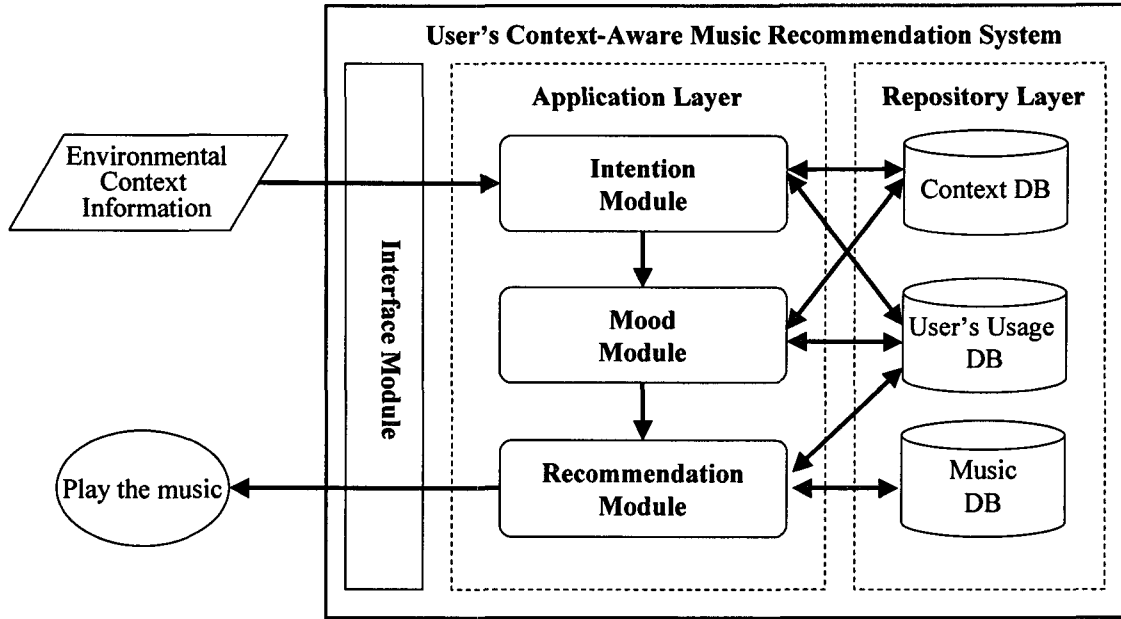 User's Context-Aware Music Recommendation System
Application Layer
Repository Layer
Environmental
Context
Information
Interface Module
Intention
Module
Context DB
Mood
Module
User's Usage
DB
Play the music
Recommendation
Module
Music
DB